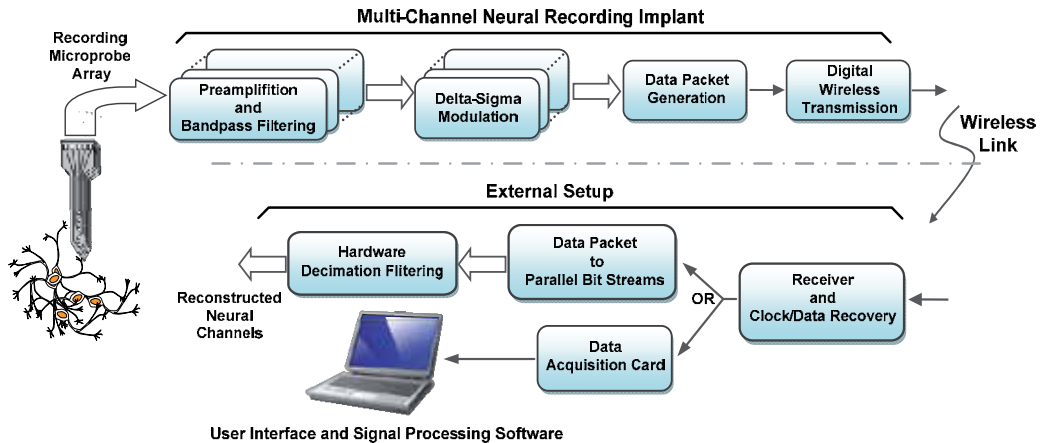 Multi-Channel Neural Recording Implant
Recording
Microprobe
Array
Preamplifition
and
Bandpass Filtering
Delta-Sigma
Modulation
Data Packet
Generation
Digital
Wireless
Transmission
Wireless
Link
External Setup
Hardware
Decimation Flitering
Data Packet
to
Parallel Bit Streams
Receiver
and
Clock/Data Recovery
OR
Reconstructed
Neural
Channels
Data
Acquisition Card
User Interface and Signal Processing Software